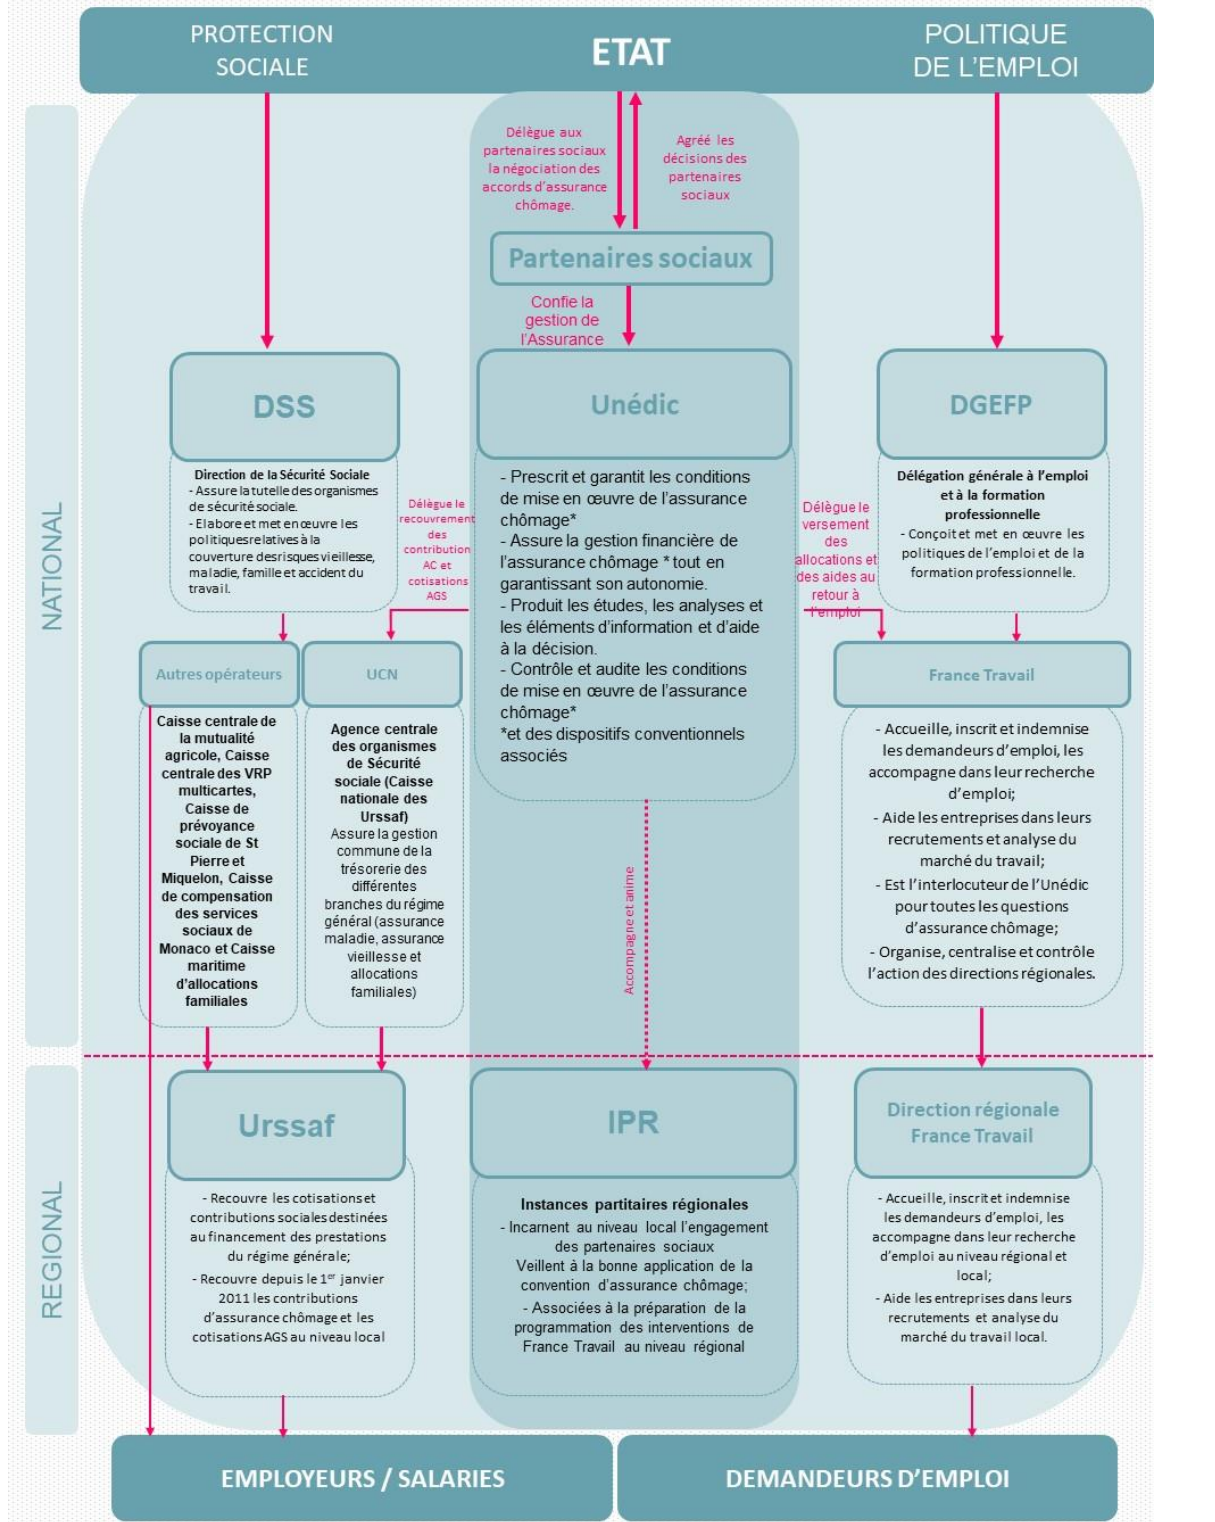 PROTECTION
SOCIALE
ETAT
POLITIQUE
DE L'EMPLOI
NATIONAL
Délègue aux
partenaires sociaux
la négociation des
accords d'assurance
chômage.
Agréé les
décisions des
partenaires
sociaux
Partenaires sociaux
Confie la
gestion de
l'Assurance
DSS
Direction de la Sécurité Sociale
- Assure la tutelle des organismes
de sécurité sociale.
- Elabore et met en œuvre les
politiques relatives à la
couverture des risques vieillesse,
maladie, famille et accident du
travail.
Délègue le
recouvrement
des
contribution
AC et
cotisations
AGS
Unédic
- Prescrit et garantit les conditions
de mise en œuvre de l'assurance
chômage*
- Assure la gestion financière de
l'assurance chômage * tout en
garantissant son autonomie.
- Produit les études, les analyses et
les éléments d'information et d'aide
à la décision.
- Contrôle et audite les conditions
de mise en œuvre de l'assurance
chômage*
*et des dispositifs conventionnels
associés
Délègue le
versement
des
allocations et
des aides au
retour à
l'emploi
DGEFP
Délégation générale à l'emploi
et à la formation
professionnelle
- Conçoit et met en œuvre les
politiques de l'emploi et de la
formation professionnelle.
Autres opérateurs
Caisse centrale de
la mutualité
agricole, Caisse
centrale des VRP
multicartes,
Caisse de
prévoyance
sociale de St
Pierre et
Miquelon, Caisse
de compensation
des services
sociaux de
Monaco et Caisse
maritime
d'allocations
familiales
UCN
Agence centrale
des organismes
de Sécurité
sociale (Caisse
nationale des
Urssaf)
Assure la gestion
commune de la
trésorerie des
différentes
branches du régime
général (assurance
maladie, assurance
vieillesse et
allocations
familiales)
Accompagne et anime
France Travail
- Accueille, inscrit et indemnise
les demandeurs d'emploi, les
accompagne dans leur recherche
d'emploi;
- Aide les entreprises dans leurs
recrutements et analyse du
marché du travail;
- Est l'interlocuteur de l'Unédic
pour toutes les questions
d'assurance chômage;
- Organise, centralise et contrôle
l'action des directions régionales.
REGIONAL
Urssaf
- Recouvre les cotisations et
contributions sociales destinées
au financement des prestations
du régime générale;
- Recouvre depuis le 1er janvier
2011 les contributions
d'assurance chômage et les
cotisations AGS au niveau local
IPR
Instances partitaires régionales
- Incarnent au niveau local l'engagement
des partenaires sociaux
Veillent à la bonne application de la
convention d'assurance chômage;
- Associées à la préparation de la
programmation des interventions de
France Travail au niveau régional
Direction régionale
France Travail
- Accueille, inscrit et indemnise
les demandeurs d'emploi, les
accompagne dans leur recherche
d'emploi au niveau régional et
local;
- Aide les entreprises dans leurs
recrutements et analyse du
marché du travail local.
EMPLOYEURS / SALARIES
DEMANDEURS D'EMPLOI